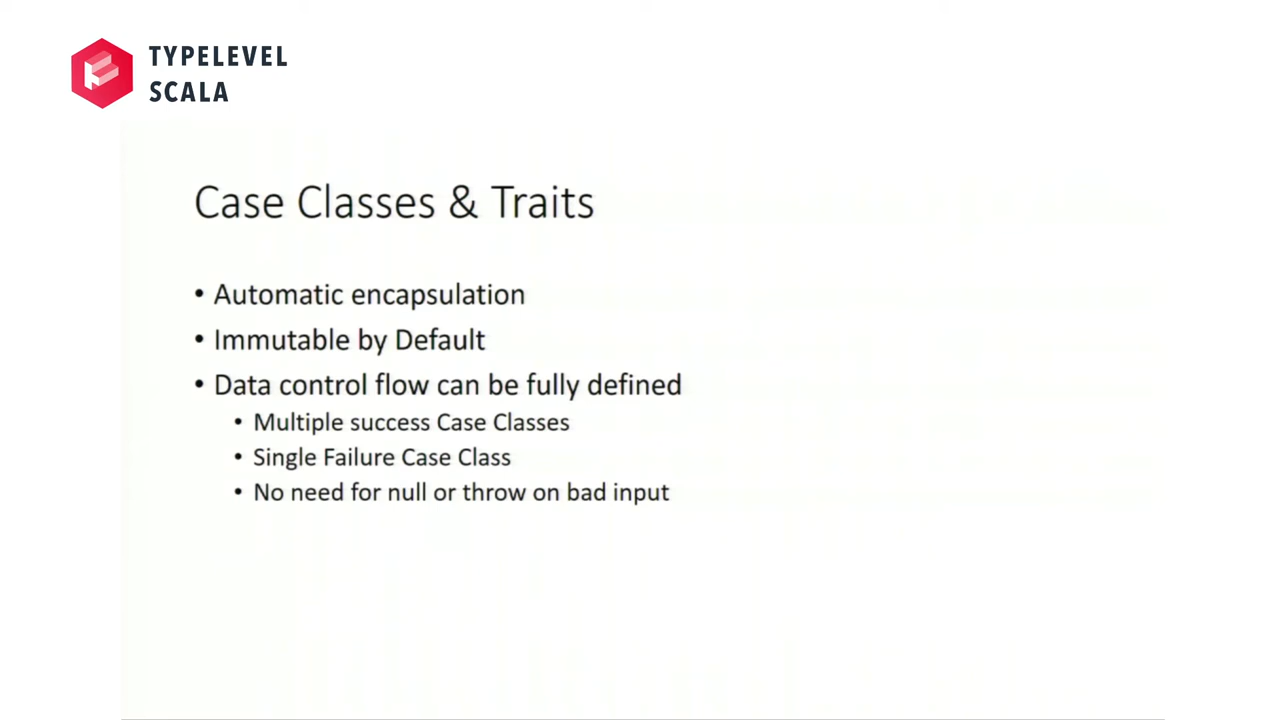 TYPELEVEL
SCALA
Case Classes & Traits
• Automatic encapsulation
• Immutable by Default
• Data control flow can be fully defined
• Multiple success Case Classes
• Single Failure Case Class
• No need for null or throw on bad input